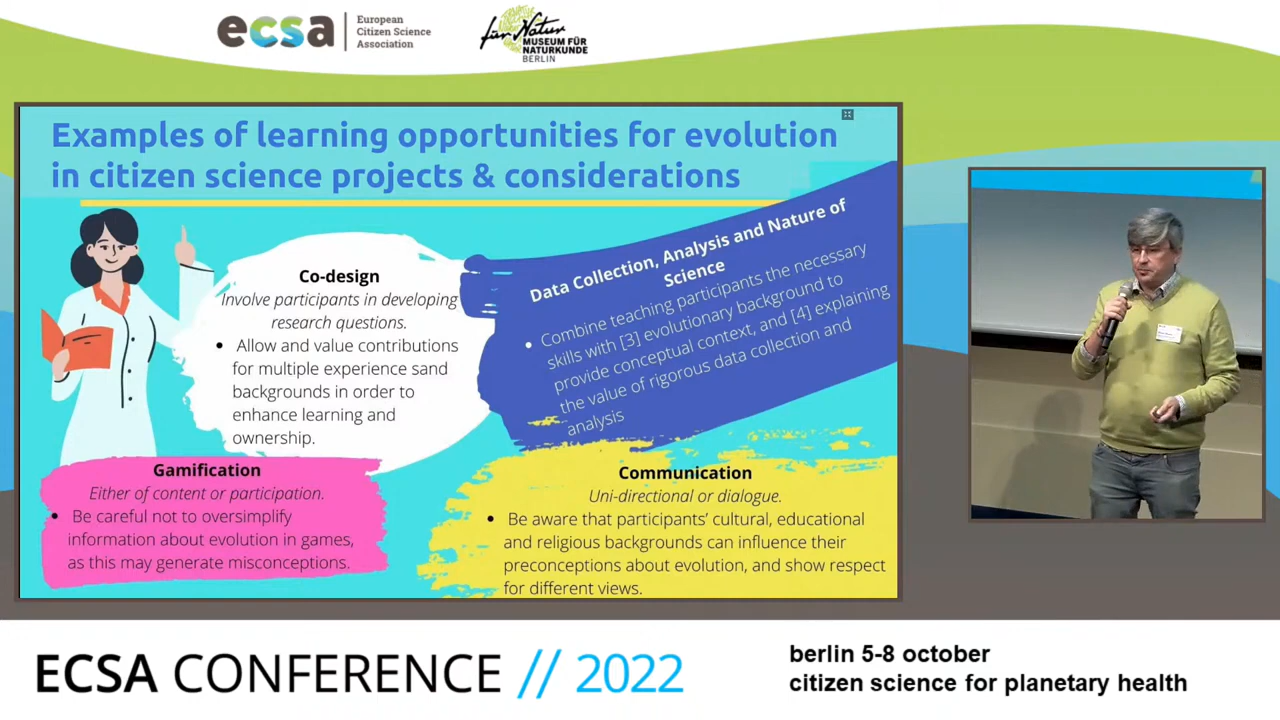 ecsa
European
Citizen Science
Association
für Natur
MUSEUM FÜR
NATURKUNDE
BERLIN
Examples of learning opportunities for evolution
in citizen science projects & considerations
Co-design
Involve participants in developing
research questions.
• Allow and value contributions
for multiple experience sand
backgrounds in order to
enhance learning and
ownership.
Data Collection, Analysis and Nature of
Science
• Combine teaching participants the necessary
skills with [3] evolutionary background to
provide conceptual context, and [4] explaining
the value of rigorous data collection and
analysis
Gamification
Either of content or participation.
• Be careful not to oversimplify
information about evolution in games,
as this may generate misconceptions.
Communication
Uni-directional or dialogue.
• Be aware that participants’ cultural, educational
and religious backgrounds can influence their
preconceptions about evolution, and show respect
for different views.
ECSA CONFERENCE // 2022
berlin 5-8 october
citizen science for planetary health